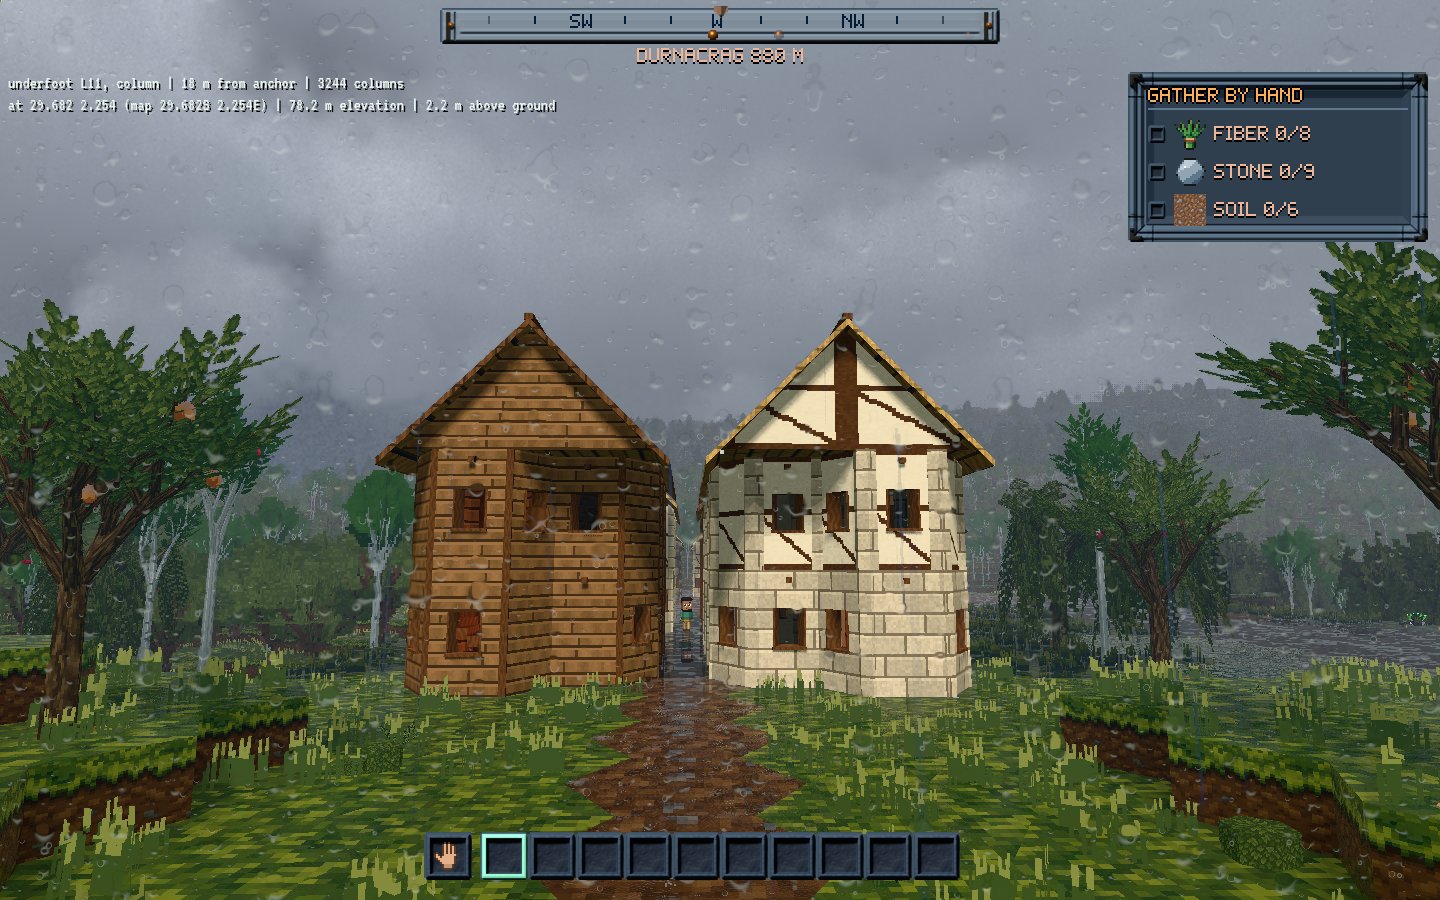 SW W NW
DURNACRAG 880 M
underfoot L11, column | 18 m from anchor | 3244 columns
at 29.682 2.254 (map 29.682S 2.254E) | 78.2 m elevation | 2.2 m above ground
GATHER BY HAND
FIBER 0/8
STONE 0/9
SOIL 0/6